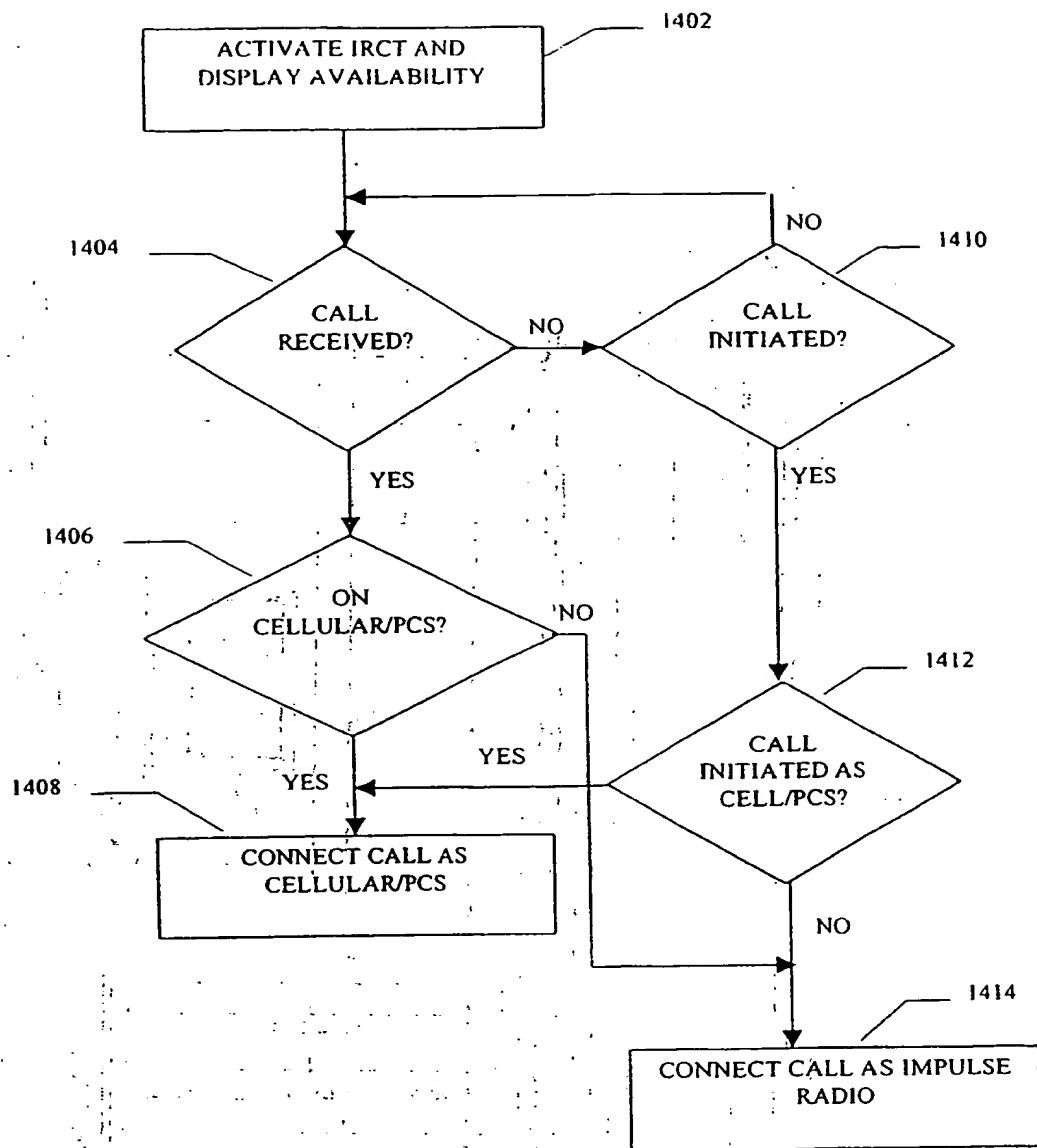 1402
ACTIVATE IRCT AND
DISPLAY AVAILABILITY
NO
1404
1410
CALL
RECEIVED?
NO
CALL
INITIATED?
YES
YES
1406
ON
CELLULAR/PCS?
NO
1412
YES
CALL
INITIATED AS
CELL/PCS?
YES
1408
CONNECT CALL AS
CELLULAR/PCS
NO
1414
CONNECT CALL AS IMPULSE
RADIO